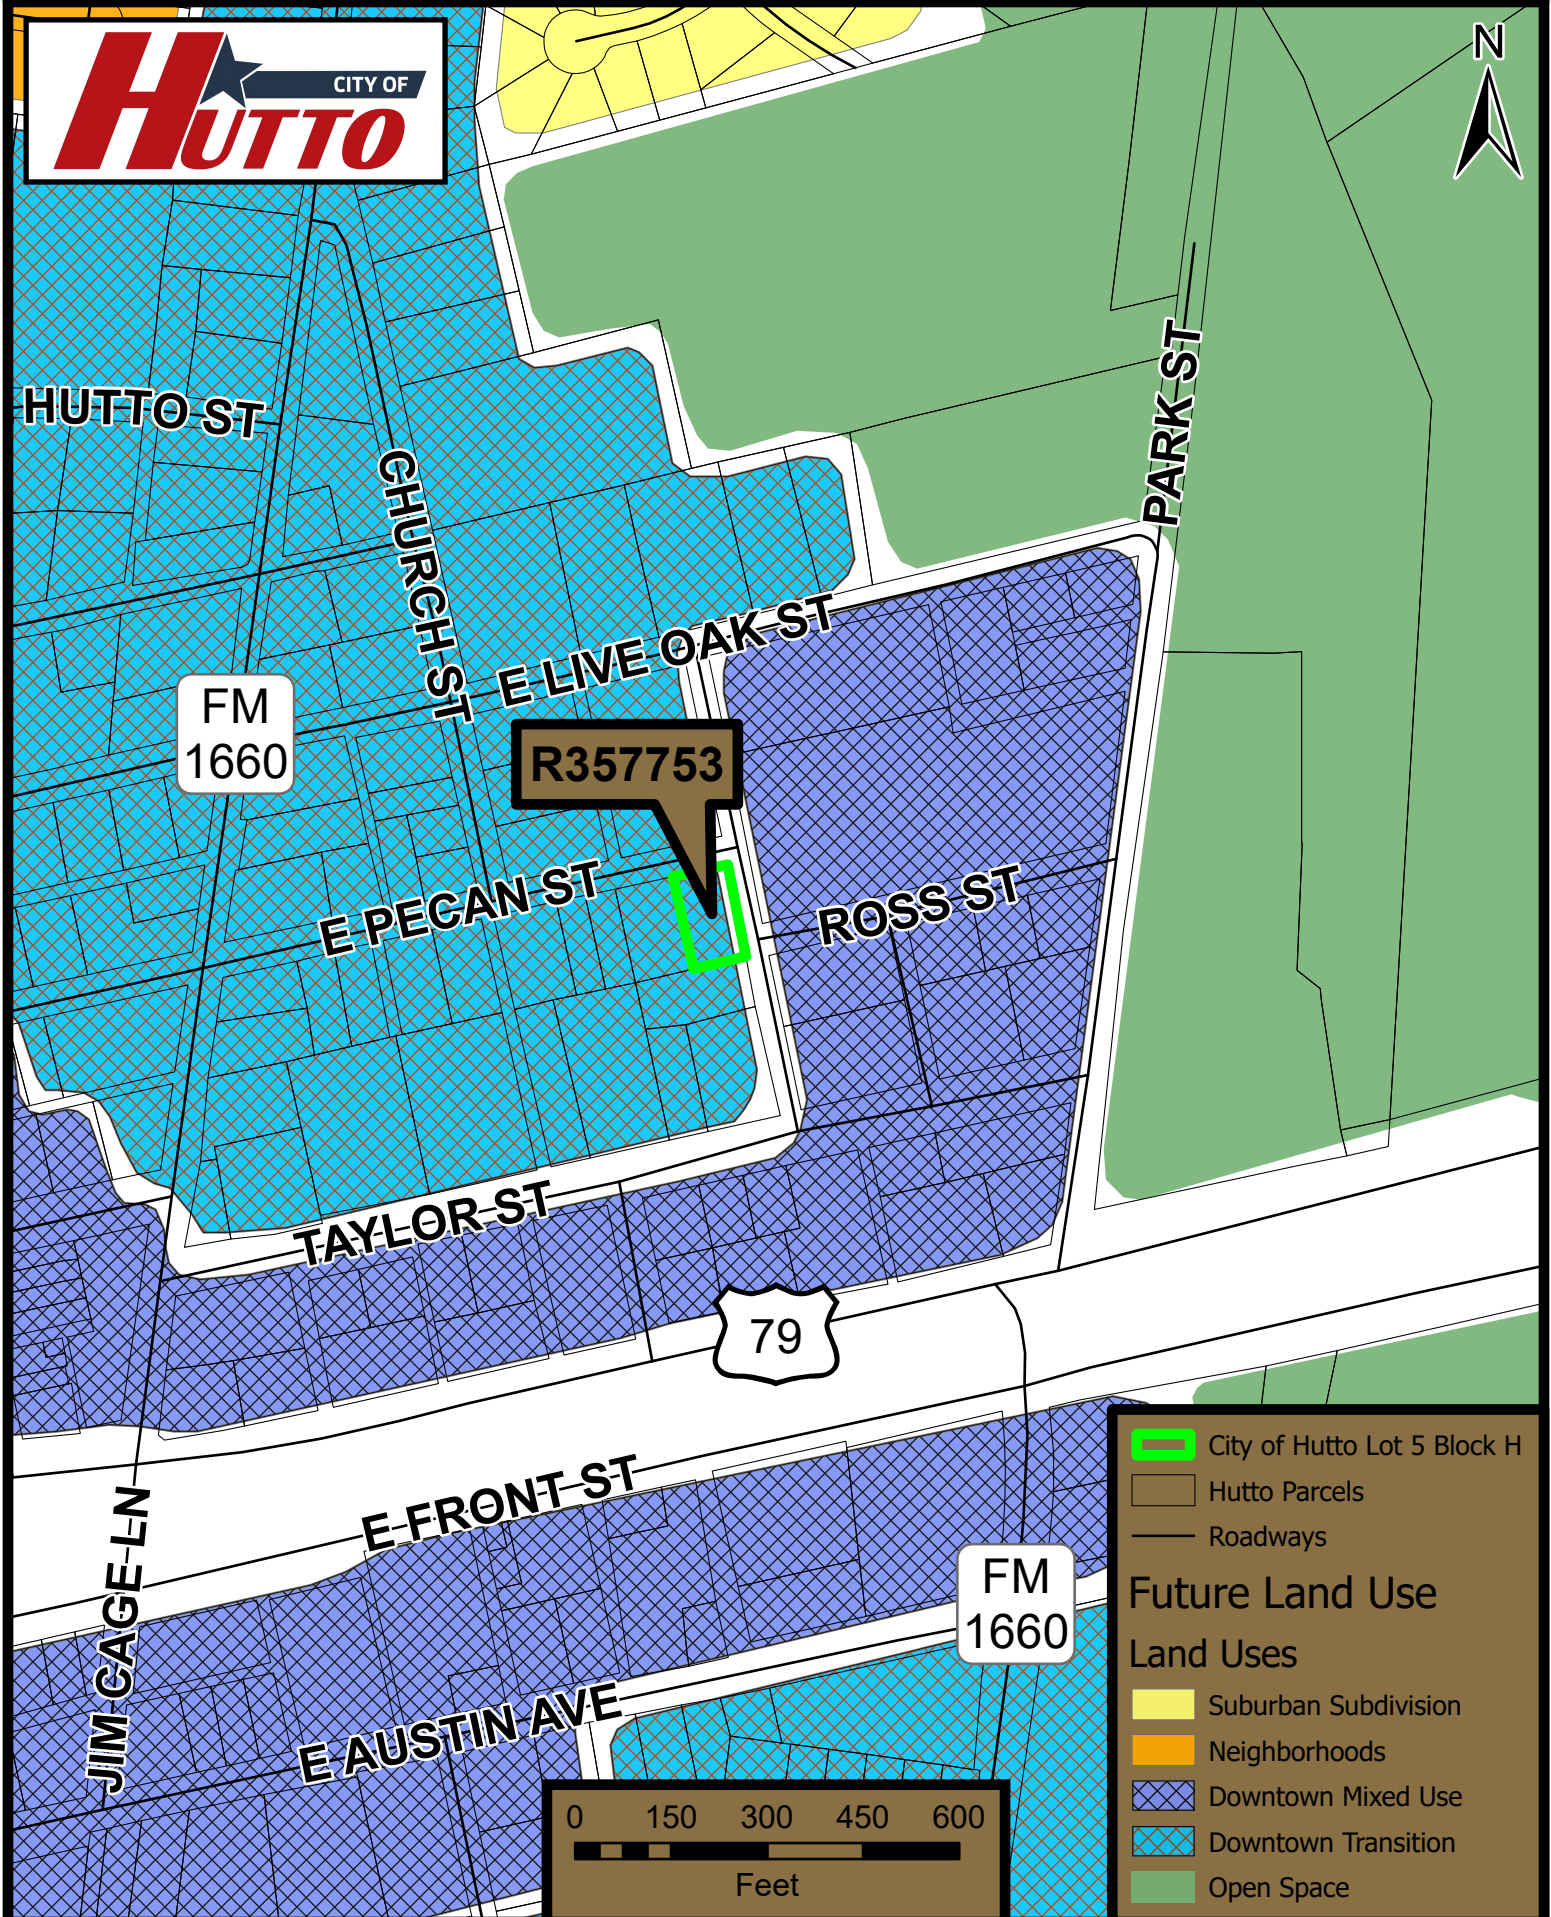 CITY OF
HUTTO
N
HUTTO ST
CHURCH ST
PARK ST
E LIVE OAK ST
FM
1660
R357753
E PECAN ST
ROSS ST
TAYLOR ST
79
E FRONT ST
JIM CAGE LN
FM
1660
E AUSTIN AVE
0 150 300 450 600
Feet
City of Hutto Lot 5 Block H
Hutto Parcels
Roadways
Future Land Use
Land Uses
Suburban Subdivision
Neighborhoods
Downtown Mixed Use
Downtown Transition
Open Space